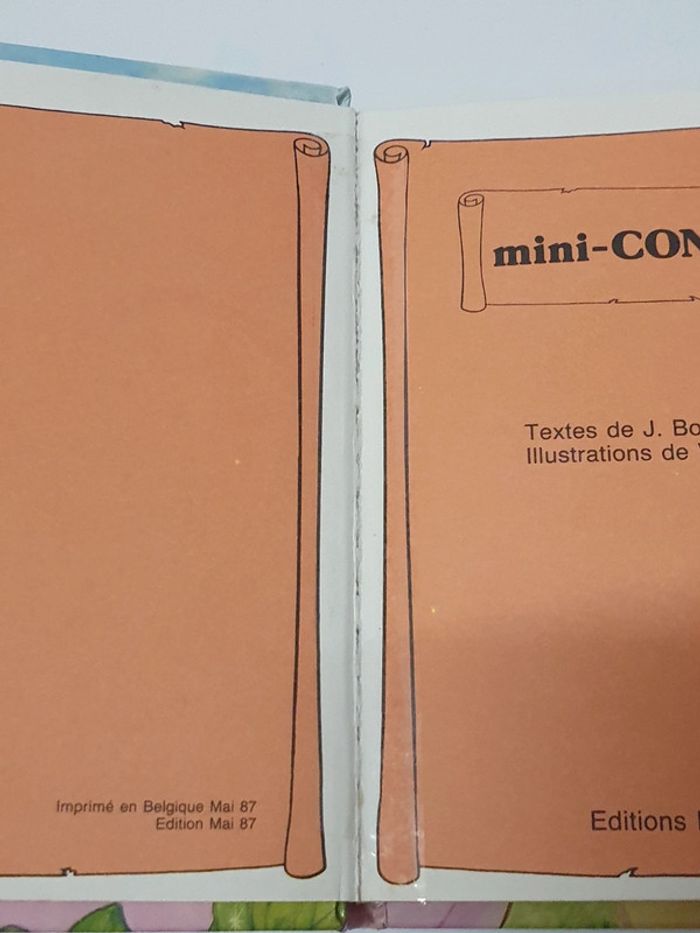 Imprimé en Belgique Mai 87
Edition Mai 87
mini-CON
Textes de J. Bo
Illustrations de
Editions